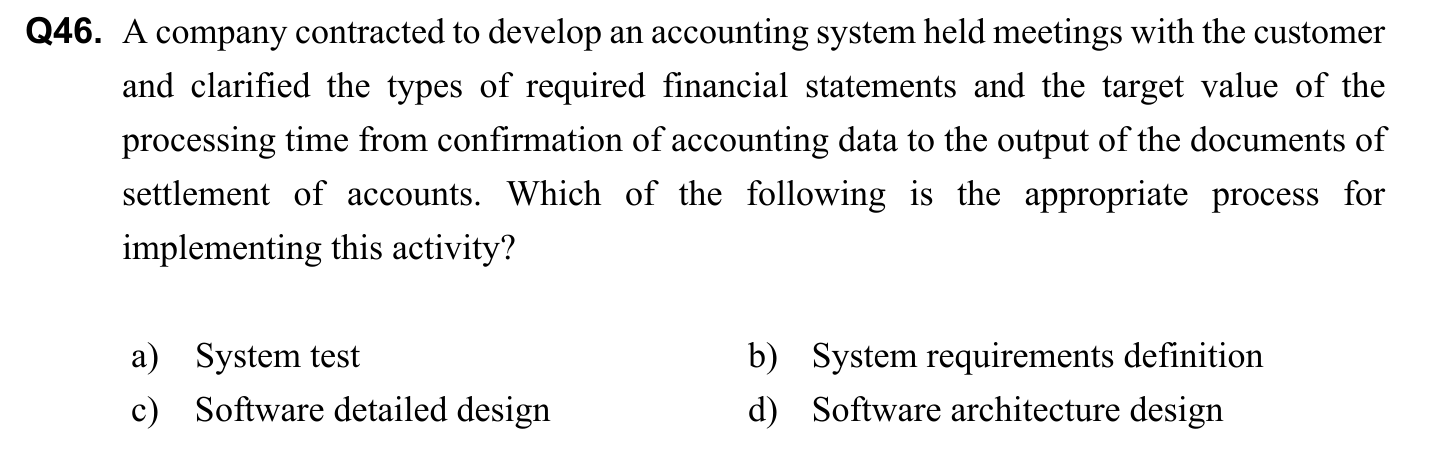 Q46. A company contracted to develop an accounting system held meetings with the customer
and clarified the types of required financial statements and the target value of the
processing time from confirmation of accounting data to the output of the documents of
settlement of accounts. Which of the following is the appropriate process for
implementing this activity?
a) System test b) System requirements definition
c) Software detailed design d) Software architecture design